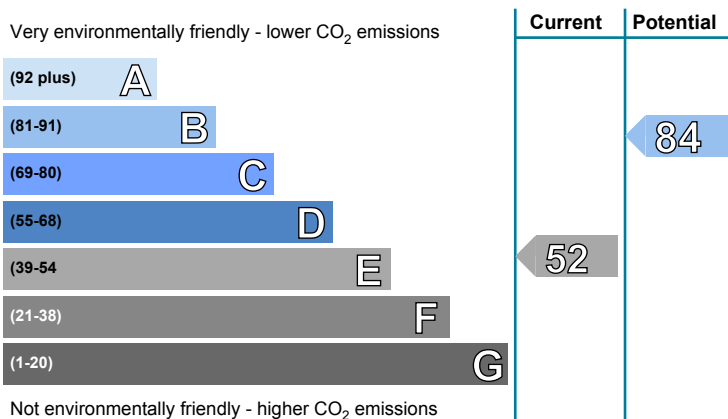 Current Potential
Very environmentally friendly - lower CO2 emissions
(92 plus) A
(81-91) B
84
(69-80) C
(55-68) D
(39-54 E
52
(21-38) F
(1-20) G
Not environmentally friendly - higher CO2 emissions